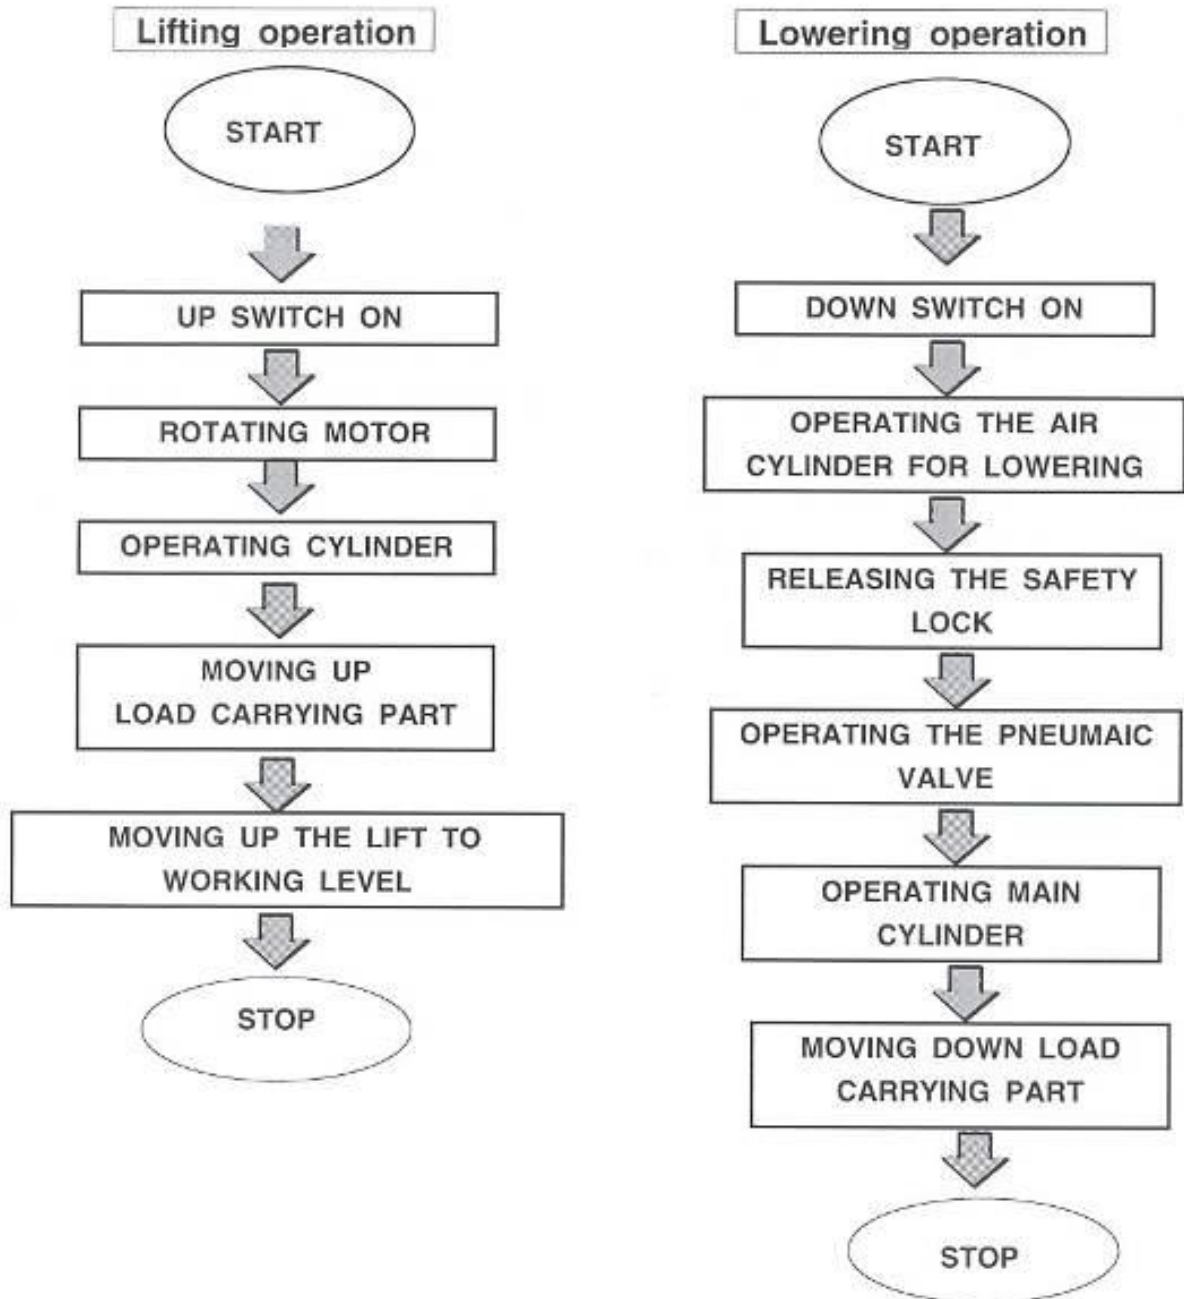 Lifting operation
START
UP SWITCH ON
ROTATING MOTOR
OPERATING CYLINDER
MOVING UP
LOAD CARRYING PART
MOVING UP THE LIFT TO
WORKING LEVEL
STOP
Lowering operation
START
DOWN SWITCH ON
OPERATING THE AIR
CYLINDER FOR LOWERING
RELEASING THE SAFETY
LOCK
OPERATING THE PNEUMAIC
VALVE
OPERATING MAIN
CYLINDER
MOVING DOWN LOAD
CARRYING PART
STOP